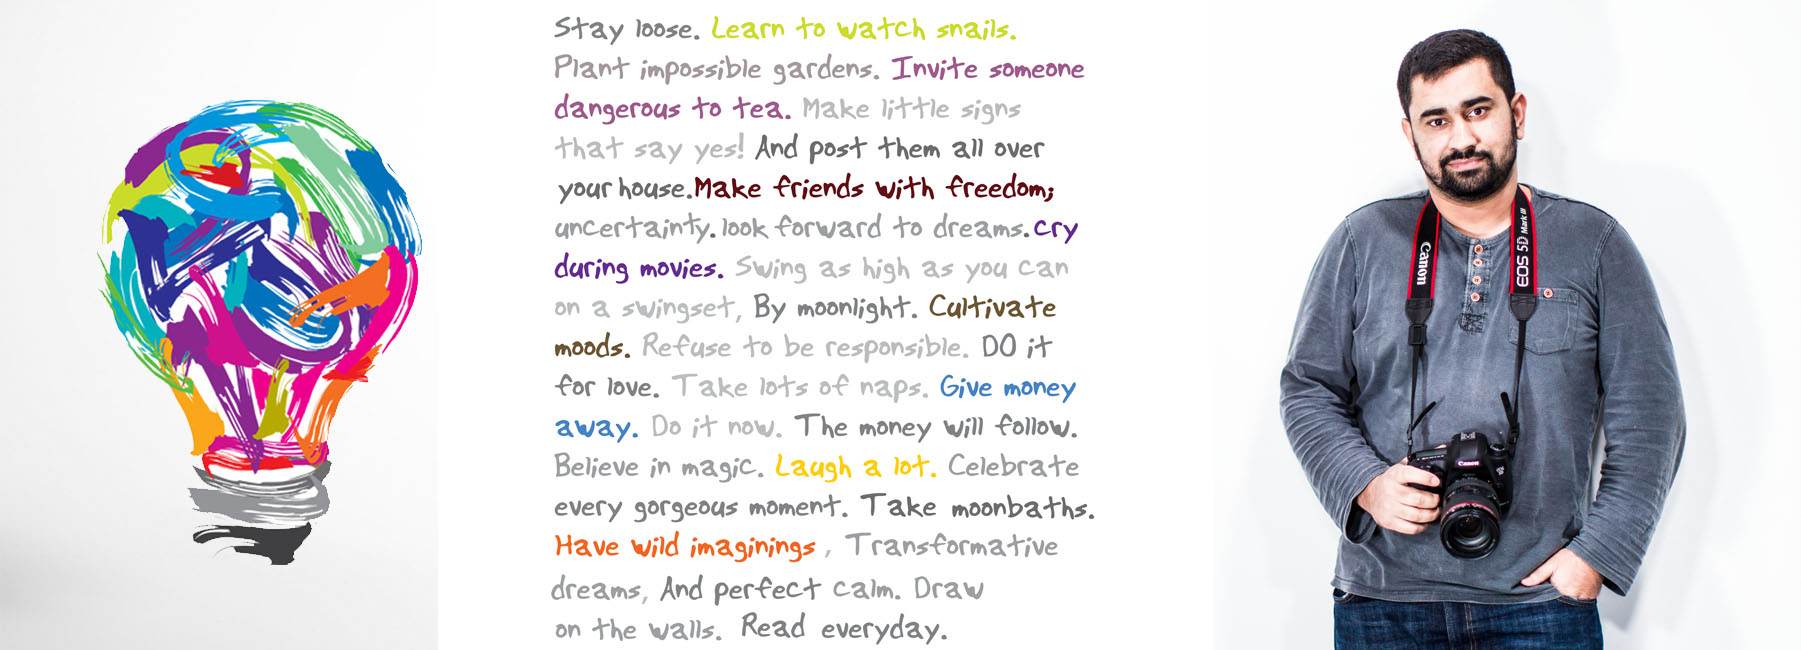 Stay loose. Learn to watch snails.
Plant impossible gardens. Invite someone
dangerous to tea. Make little signs
that say yes! And post them all over
your house. Make friends with freedom;
uncertainty. look forward to dreams. cry
during movies. Swing as high as you can
on a swingset, By moonlight. Cultivate
moods. Refuse to be responsible. DO it
for love. Take lots of naps. Give money
away. Do it now. The money will follow.
Believe in magic. Laugh a lot. Celebrate
every gorgeous moment. Take moonbaths.
Have wild imaginings , Transformative
dreams, And perfect calm. Draw
on the walls. Read everyday.
Canon
EOS 5D Mark III
Canon